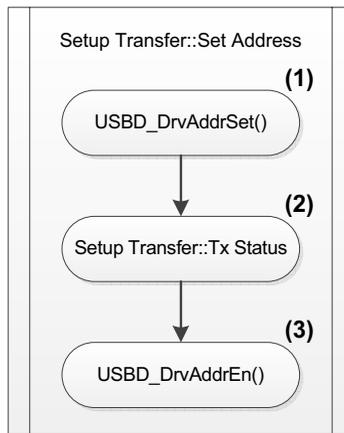 Setup Transfer::Set Address
(1)
USBD_DrvAddrSet()
(2)
Setup Transfer::Tx Status
(3)
USBD_DrvAddrEn()